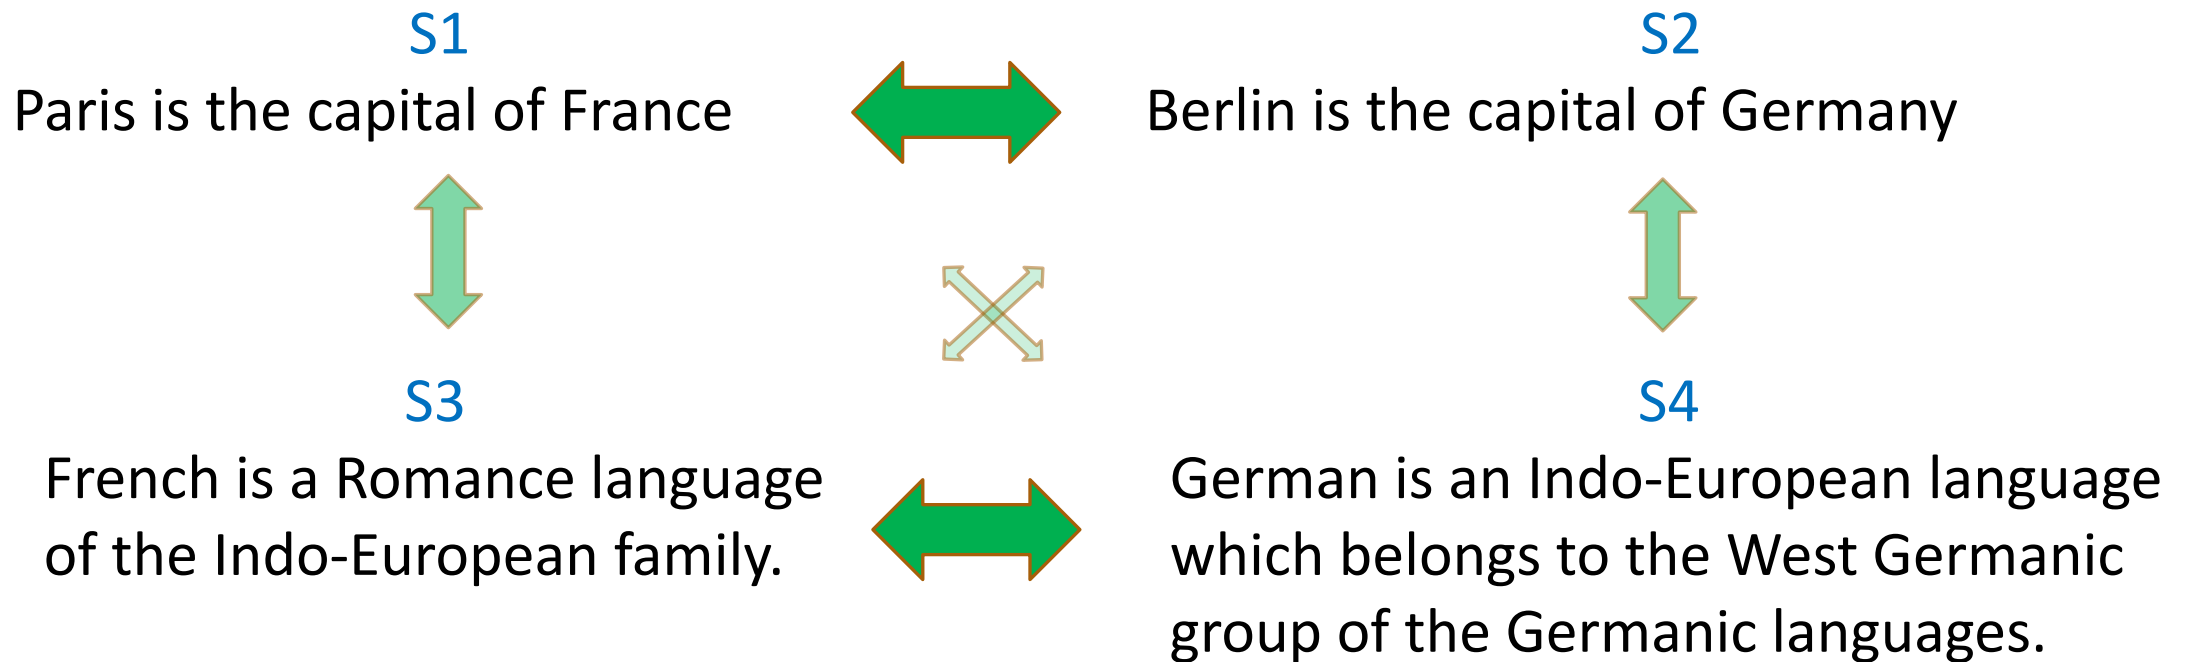 S1
S2
Paris is the capital of France
Berlin is the capital of Germany
S3
S4
French is a Romance language
of the Indo-European family.
German is an Indo-European language
which belongs to the West Germanic
group of the Germanic languages.